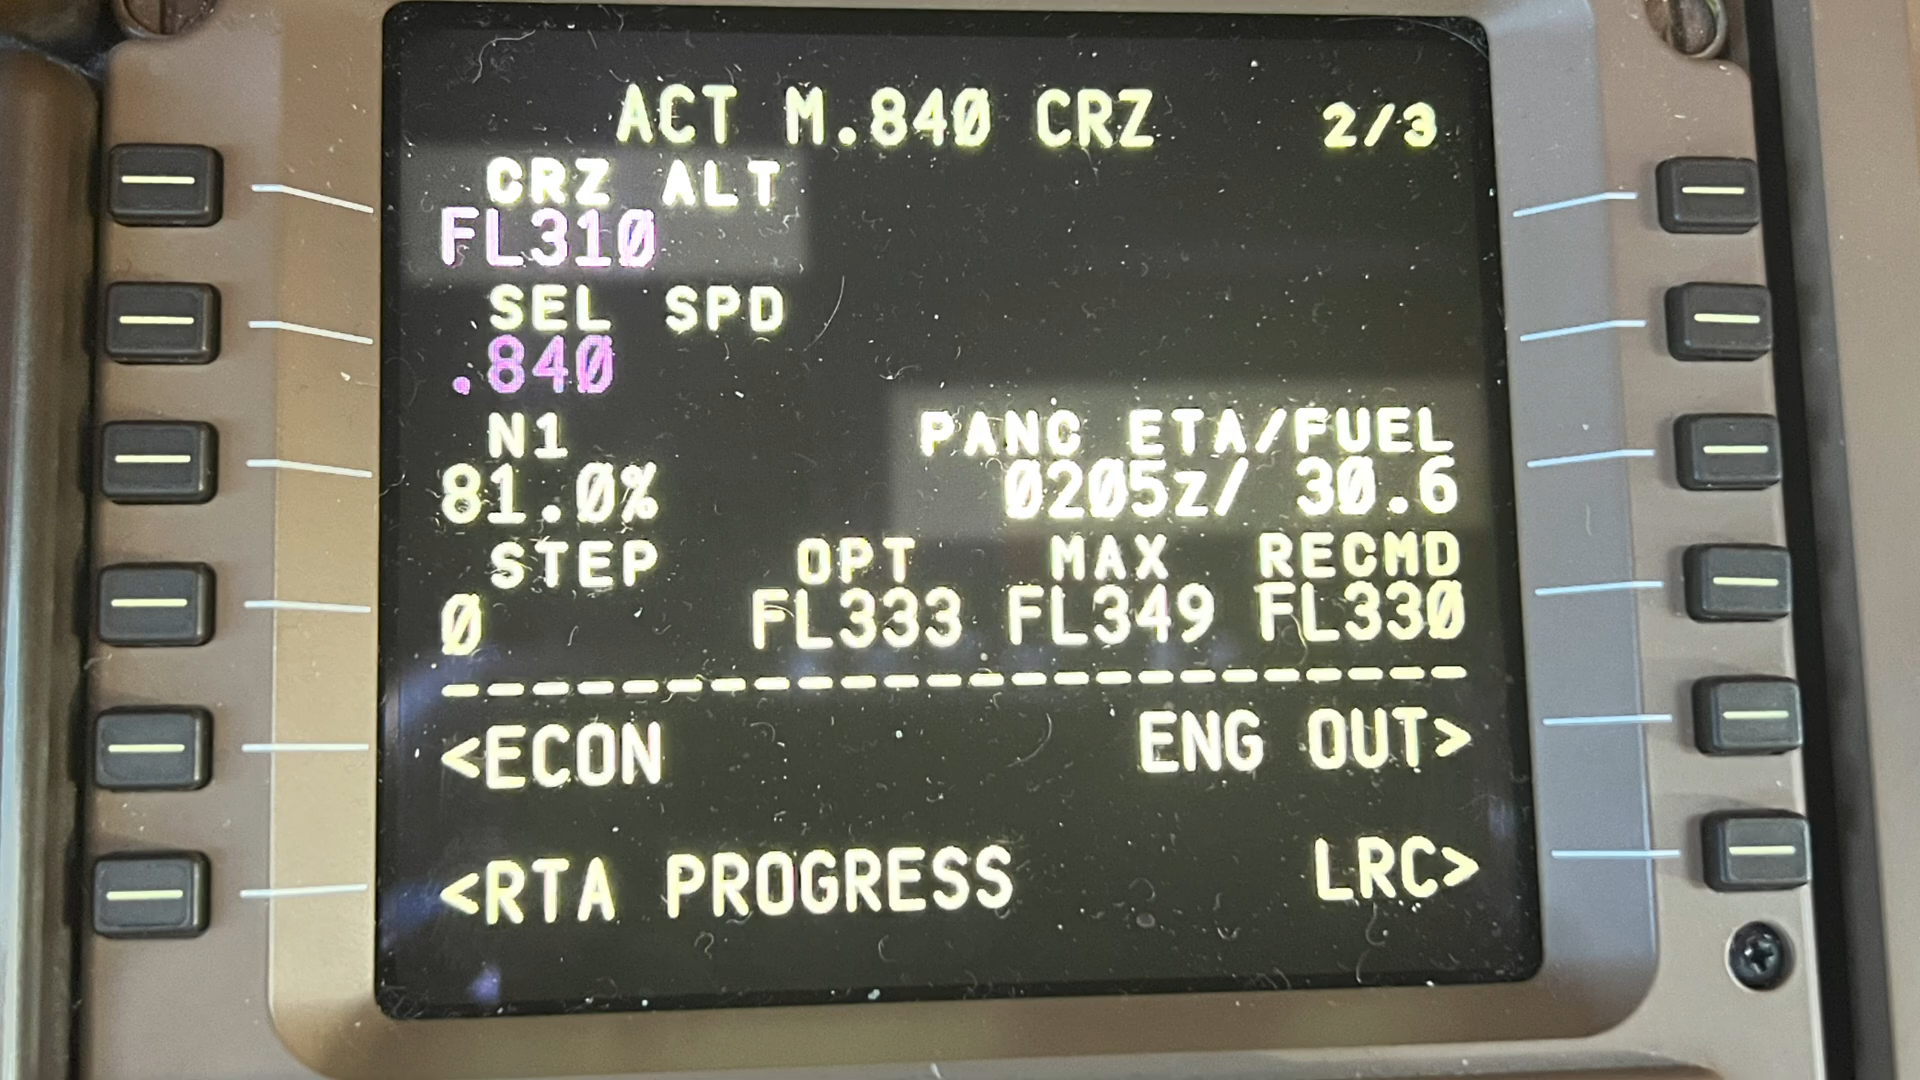 ACT M.840 CRZ 2/3
CRZ ALT
FL310
SEL SPD
.840
N1 PANC ETA/FUEL
81.0% 0205z/ 30.6
STEP OPT MAX RECMD
0 FL333 FL349 FL330
--------------------
<ECON ENG OUT>
<RTA PROGRESS LRC>